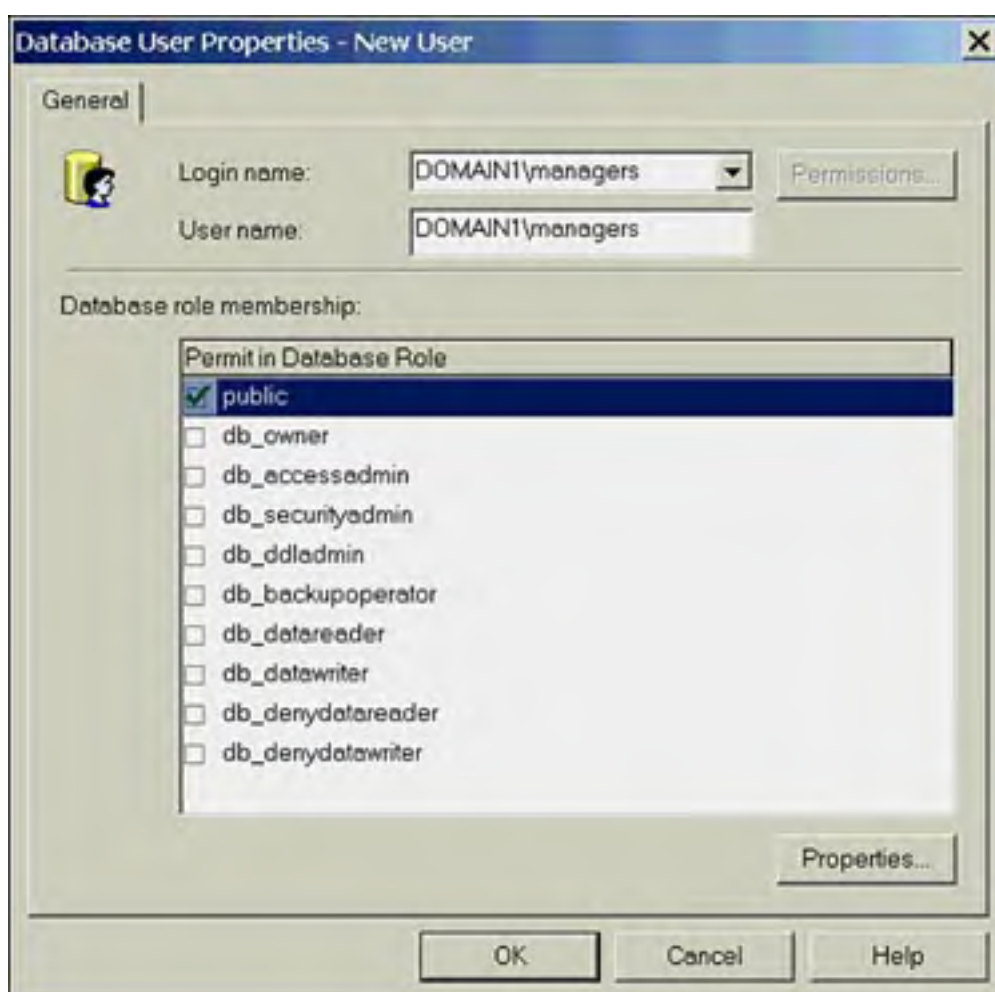 Database User Properties - New User
General
Login name: DOMAIN1\managers Permissions...
User name: DOMAIN1\managers
Database role membership:
Permit in Database Role
public
db_owner
db_accessadmin
db_securityadmin
db_ddladmin
db_backupoperator
db_datareader
db_datawriter
db_denydatareader
db_denydatawriter
Properties...
OK Cancel Help